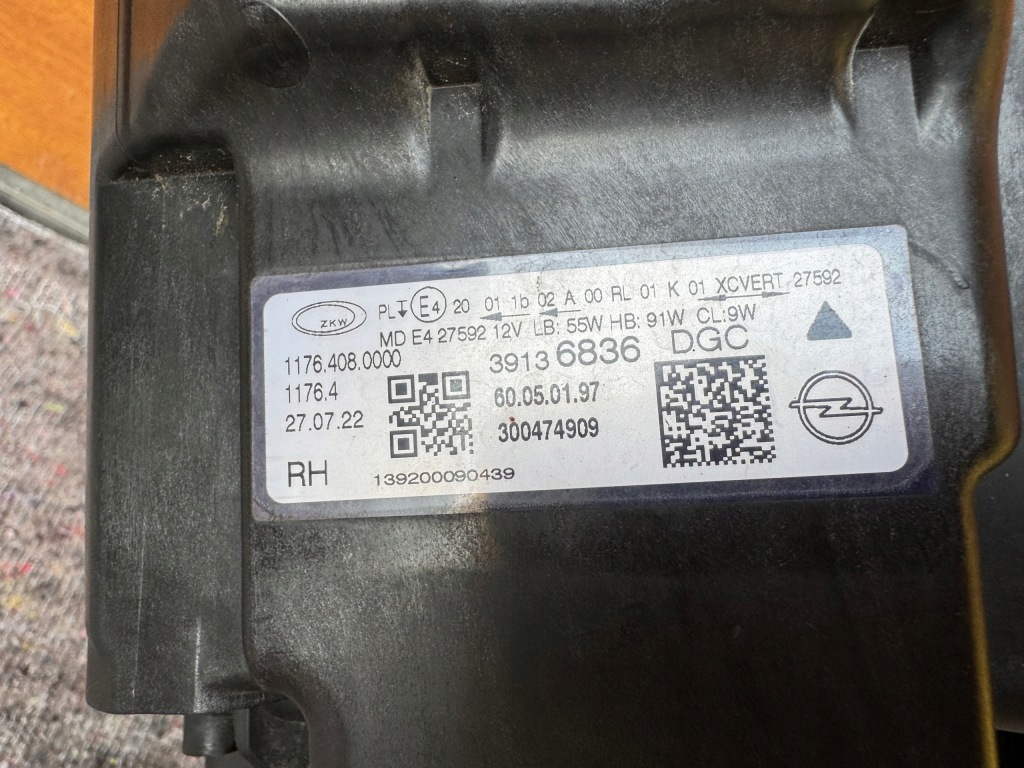 ZKW PL E4 20 01 1b 02 A 00 RL 01 K 01 XCVERT 27592
MD E4 27592 12V LB: 55W HB: 91W CL:9W
1176.408.0000 3913 6836 DGC
1176.4 60.05.01.97
27.07.22 300474909
RH 139200090439